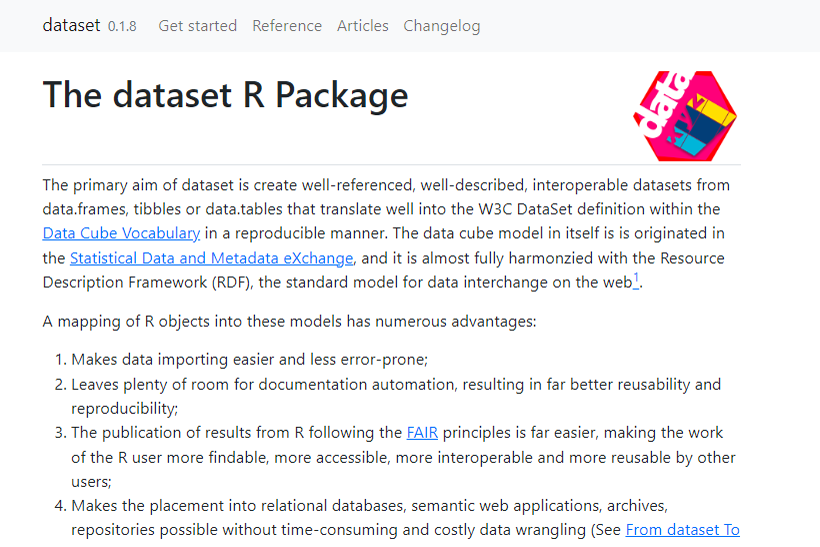 dataset 0.1.8 Get started Reference Articles Changelog
The dataset R Package
data
The primary aim of dataset is create well-referenced, well-described, interoperable datasets from
data.frames, tibbles or data.tables that translate well into the W3C DataSet definition within the
Data Cube Vocabulary in a reproducible manner. The data cube model in itself is is originated in
the Statistical Data and Metadata eXchange, and it is almost fully harmonzied with the Resource
Description Framework (RDF), the standard model for data interchange on the web1.
A mapping of R objects into these models has numerous advantages:
1. Makes data importing easier and less error-prone;
2. Leaves plenty of room for documentation automation, resulting in far better reusability and
reproducibility;
3. The publication of results from R following the FAIR principles is far easier, making the work
of the R user more findable, more accessible, more interoperable and more reusable by other
users;
4. Makes the placement into relational databases, semantic web applications, archives,
repositories possible without time-consuming and costly data wrangling (See From dataset To